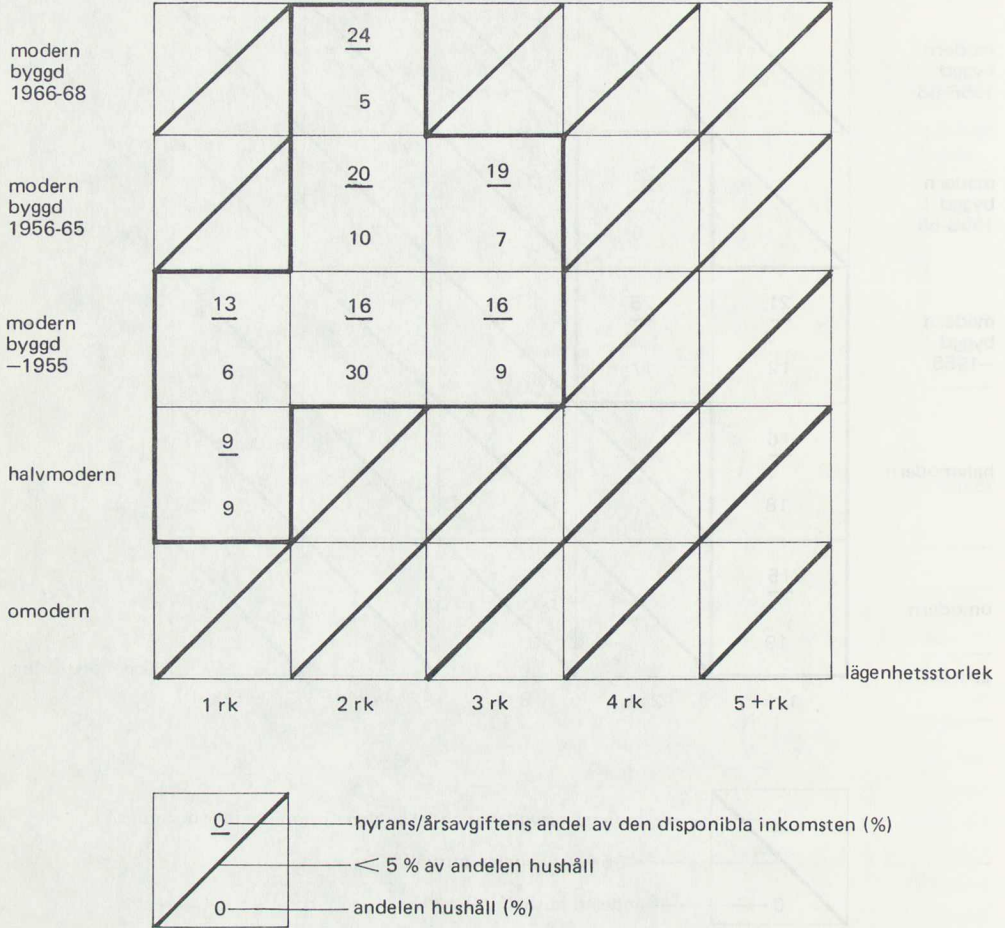 modern
byggd
1966-68
24
5
modern
byggd
1956-65
20
19
10
7
modern
byggd
–1955
13
16
16
6
30
9
halvmodern
9
9
omodern
lägenhetsstorlek
1 rk
2 rk
3 rk
4 rk
5 + rk
0 hyrans/årsavgiftens andel av den disponibla inkomsten (%)
< 5 % av andelen hushåll
0 andelen hushåll (%)